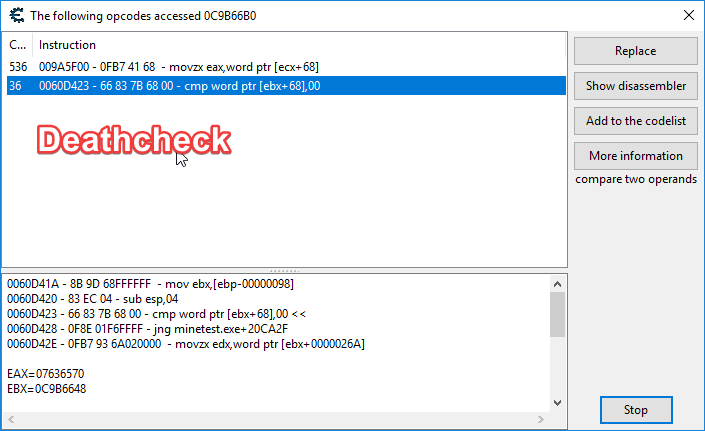 The following opcodes accessed 0C9B66B0
C... Instruction
536 009A5F00 - 0FB7 41 68 - movzx eax,word ptr [ecx+68]
36 0060D423 - 66 83 7B 68 00 - cmp word ptr [ebx+68],00
Deathcheck
Replace
Show disassembler
Add to the codelist
More information
compare two operands
0060D41A - 8B 9D 68FFFFFF - mov ebx,[ebp-00000098]
0060D420 - 83 EC 04 - sub esp,04
0060D423 - 66 83 7B 68 00 - cmp word ptr [ebx+68],00 <<
0060D428 - 0F8E 01F6FFFF - jng minetest.exe+20CA2F
0060D42E - 0FB7 93 6A020000 - movzx edx,word ptr [ebx+0000026A]
EAX=07636570
EBX=0C9B6648
Stop